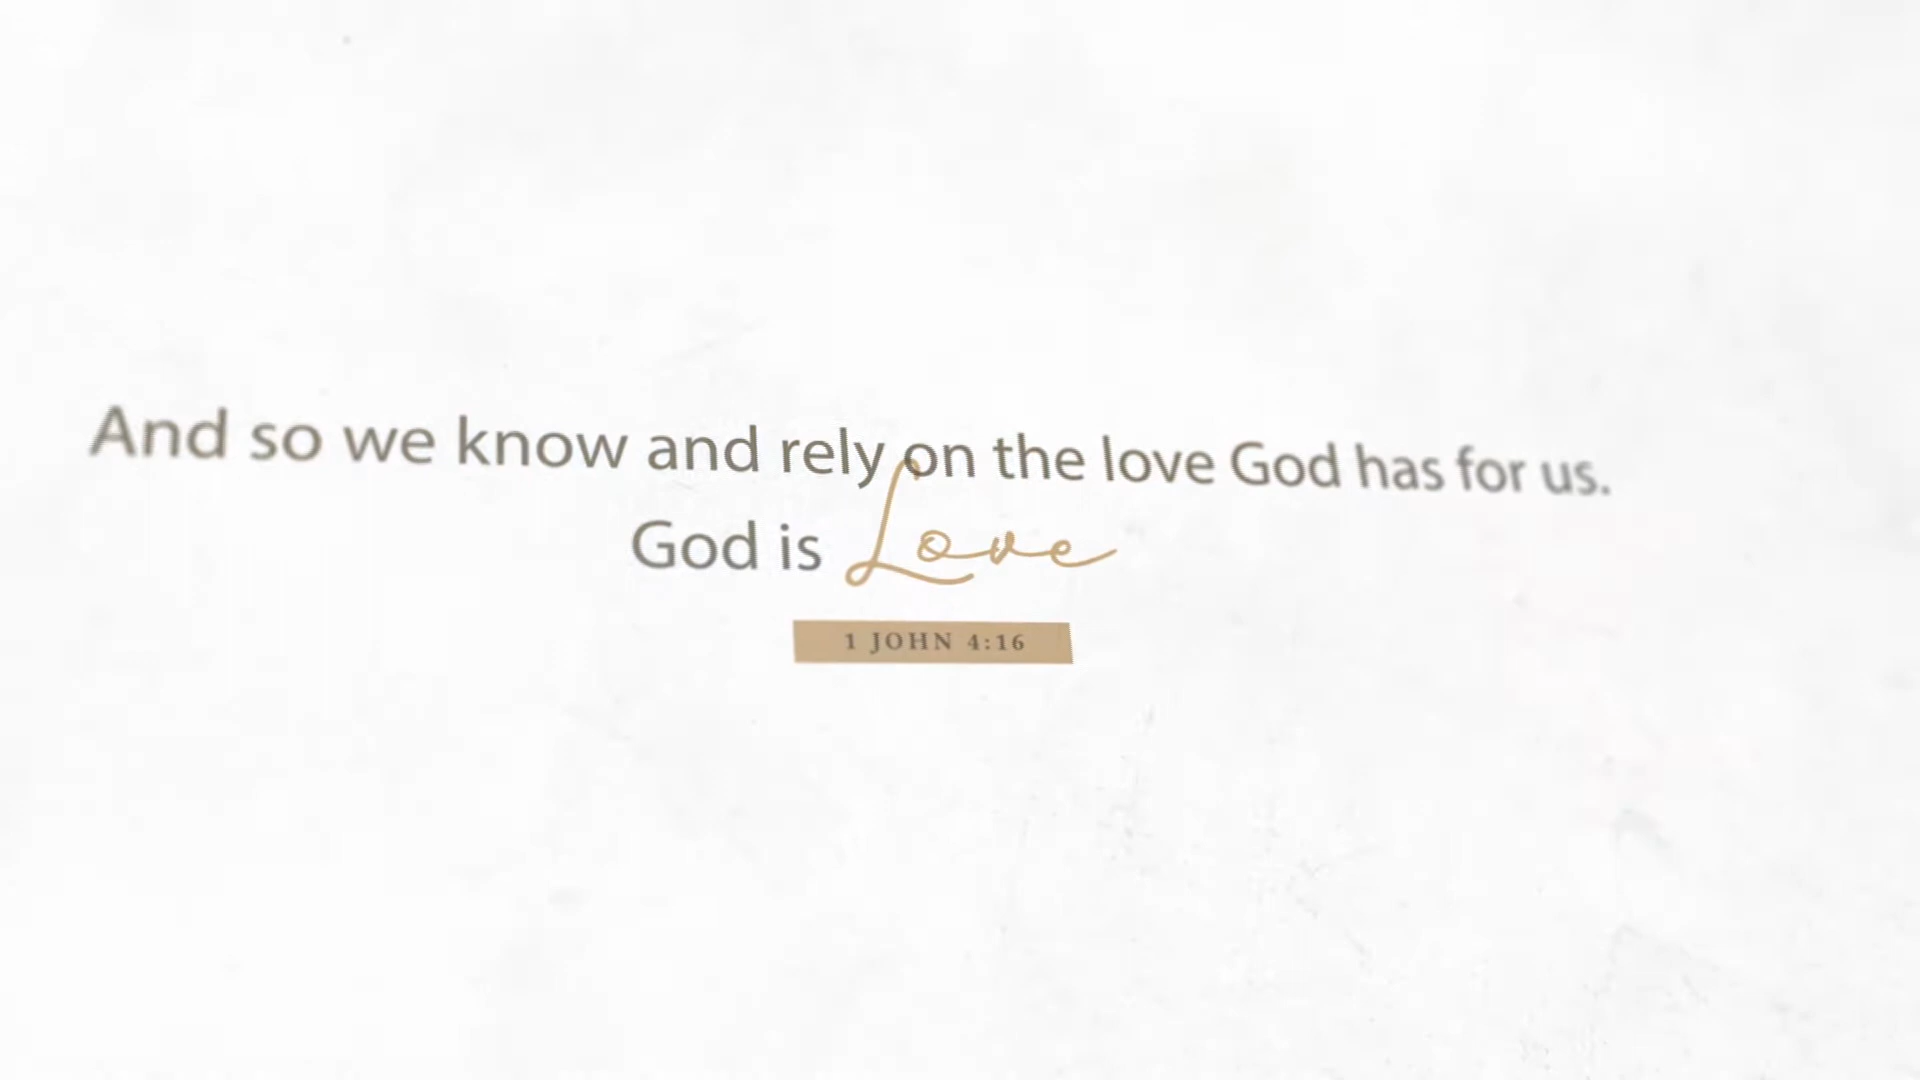 And so we know and rely on the love God has for us.
God is Love
1 JOHN 4:16